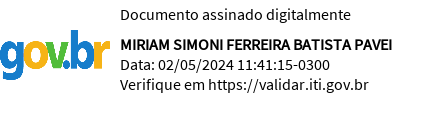 Documento assinado digitalmente
gov.br
MIRIAM SIMONI FERREIRA BATISTA PAVEI
Data: 02/05/2024 11:41:15-0300
Verifique em https://validar.iti.gov.br